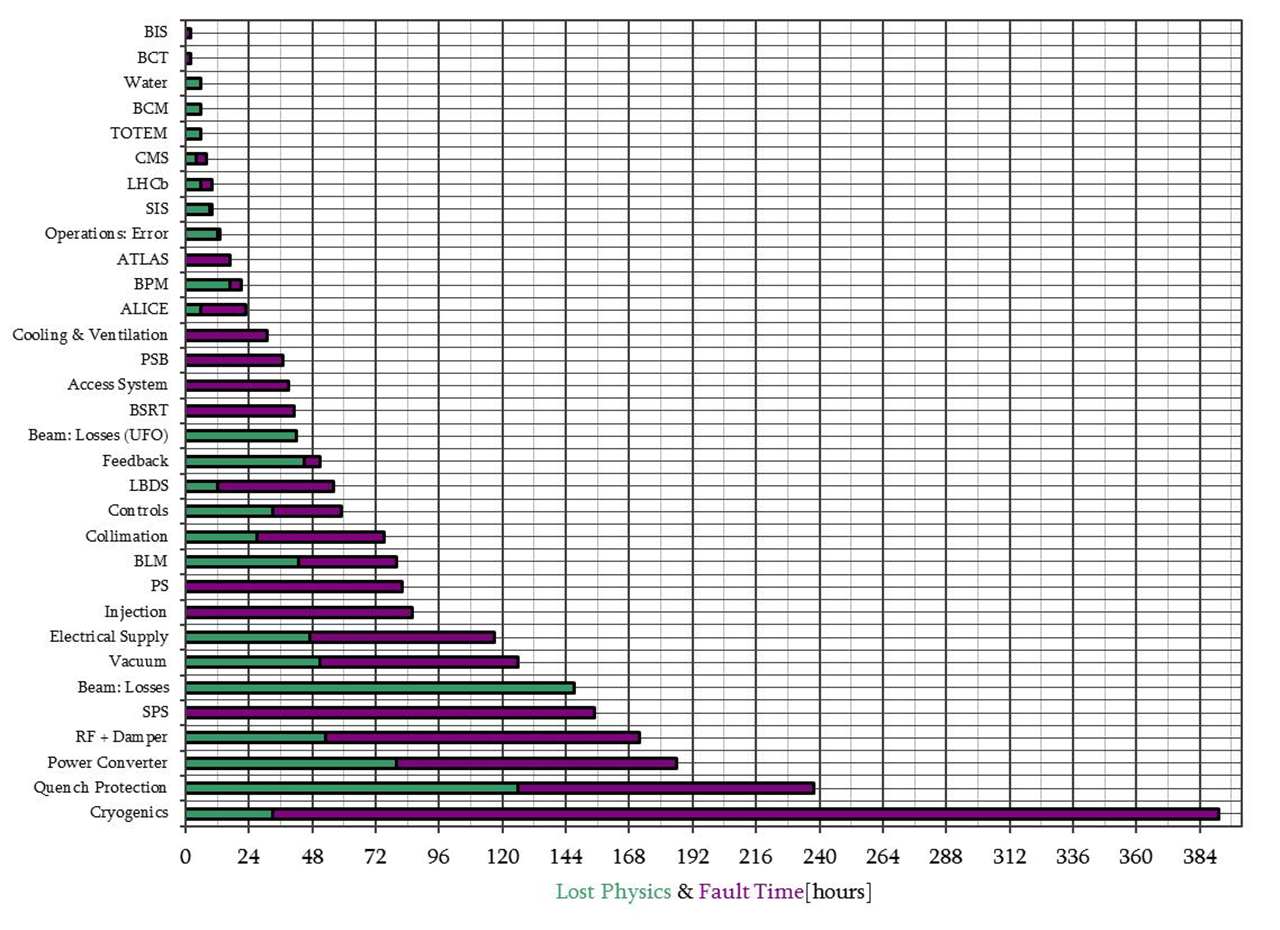 BIS
BCT
Water
BCM
TOTEM
CMS
LHCb
SIS
Operations: Error
ATLAS
BPM
ALICE
Cooling & Ventilation
PSB
Access System
BSRT
Beam: Losses (UFO)
Feedback
LBDS
Controls
Collimation
BLM
PS
Injection
Electrical Supply
Vacuum
Beam: Losses
SPS
RF + Damper
Power Converter
Quench Protection
Cryogenics
0 24 48 72 96 120 144 168 192 216 240 264 288 312 336 360 384
Lost Physics & Fault Time[hours]